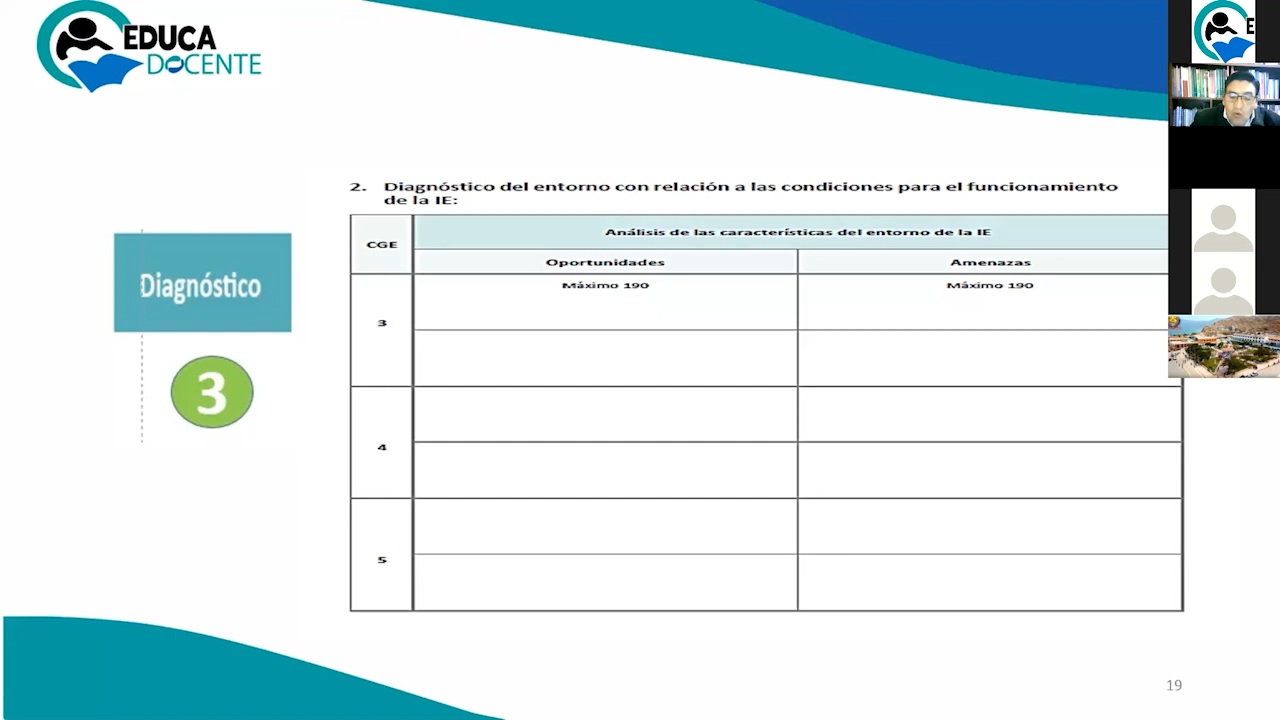 EDUCA
DOCENTE
E
2. Diagnóstico del entorno con relación a las condiciones para el funcionamiento
de la IE:
CGE
Análisis de las características del entorno de la IE
Oportunidades
Amenazas
Máximo 190
Máximo 190
Diagnóstico
3
3
4
5
19